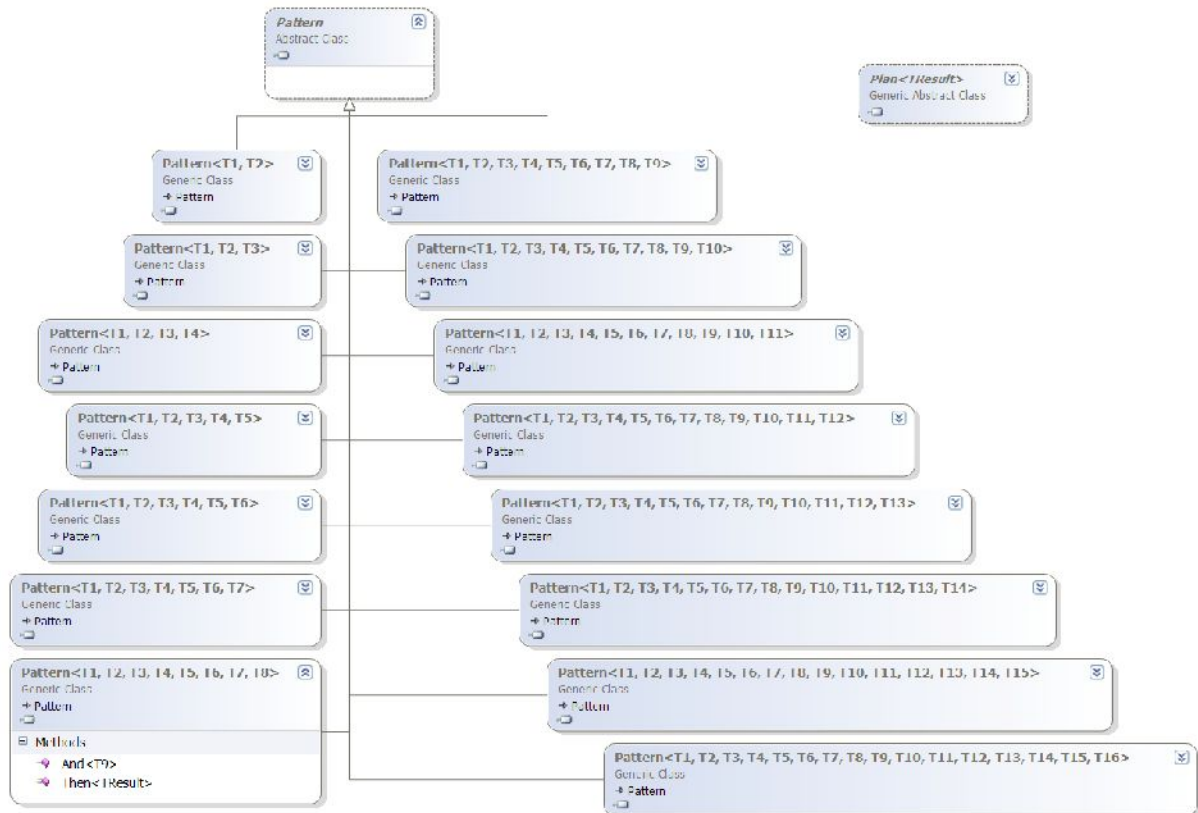 Pattern
Abstract Class
Plan<TResult>
Generic Abstract Class
Pattern<T1, T2>
Generic Class
Pattern
Pattern<T1, T2, T3, T4, T5, T6, T7, T8, T9>
Generic Class
Pattern
Pattern<T1, T2, T3>
Generic Class
Pattern
Pattern<T1, T2, T3, T4, T5, T6, T7, T8, T9, T10>
Generic Class
Pattern
Pattern<T1, T2, T3, T4>
Generic Class
Pattern
Pattern<T1, T2, T3, T4, T5, T6, T7, T8, T9, T10, T11>
Generic Class
Pattern
Pattern<T1, T2, T3, T4, T5>
Generic Class
Pattern
Pattern<T1, T2, T3, T4, T5, T6, T7, T8, T9, T10, T11, T12>
Generic Class
Pattern
Pattern<T1, T2, T3, T4, T5, T6>
Generic Class
Pattern
Pattern<T1, T2, T3, T4, T5, T6, T7, T8, T9, T10, T11, T12, T13>
Generic Class
Pattern
Pattern<T1, T2, T3, T4, T5, T6, T7>
Generic Class
Pattern
Pattern<T1, T2, T3, T4, T5, T6, T7, T8, T9, T10, T11, T12, T13, T14>
Generic Class
Pattern
Pattern<T1, T2, T3, T4, T5, T6, T7, T8>
Generic Class
Pattern
Methods
And<T9>
Then<TResult>
Pattern<T1, T2, T3, T4, T5, T6, T7, T8, T9, T10, T11, T12, T13, T14, T15>
Generic Class
Pattern
Pattern<T1, T2, T3, T4, T5, T6, T7, T8, T9, T10, T11, T12, T13, T14, T15, T16>
Generic Class
Pattern